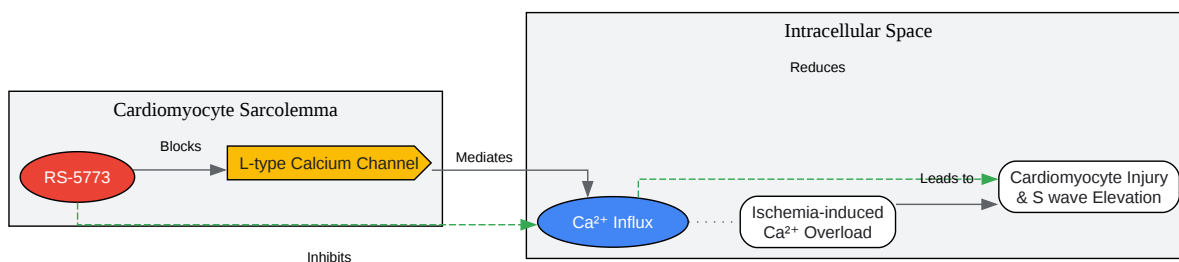 Intracellular Space
Reduces
Cardiomyocyte Sarcolemma
Blocks
RS-5773
L-type Calcium Channel
Mediates
Inhibits
Ca²⁺ Influx
Ischemia-induced
Ca²⁺ Overload
Leads to
Cardiomyocyte Injury
& S wave Elevation